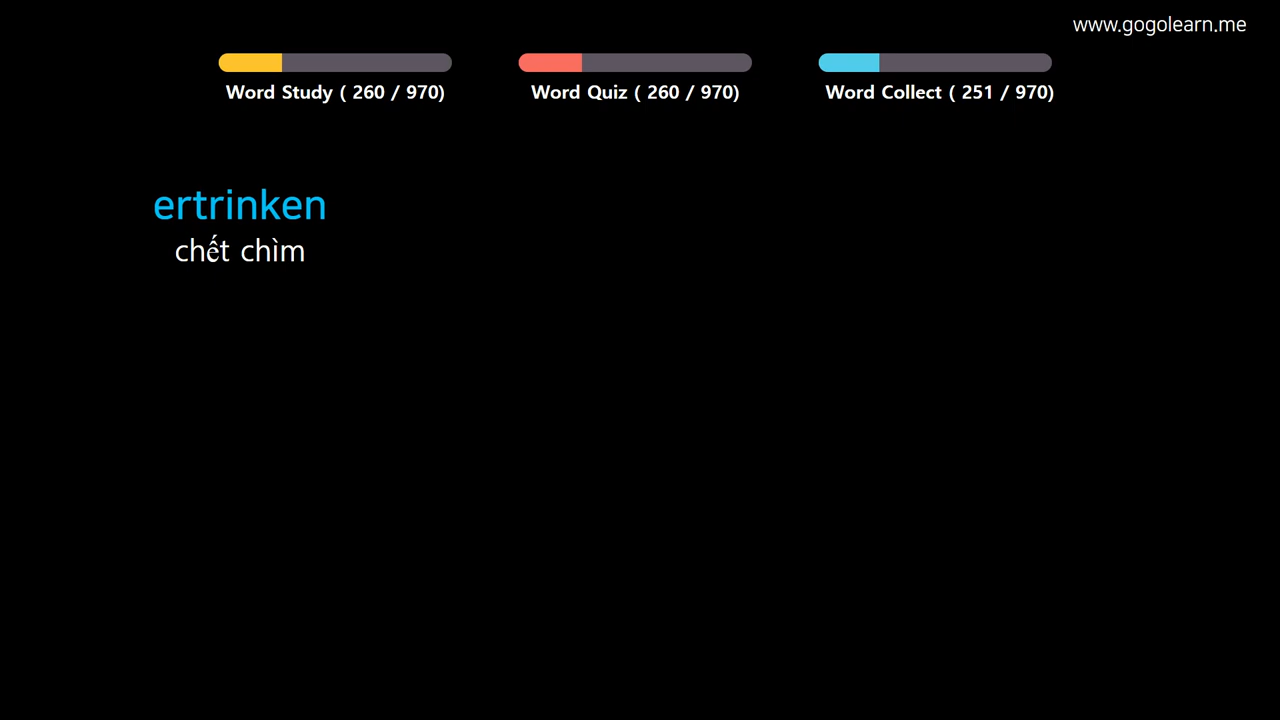 www.gogolearn.me
Word Study ( 260 / 970)
Word Quiz ( 260 / 970)
Word Collect ( 251 / 970)
ertrinken
chết chìm